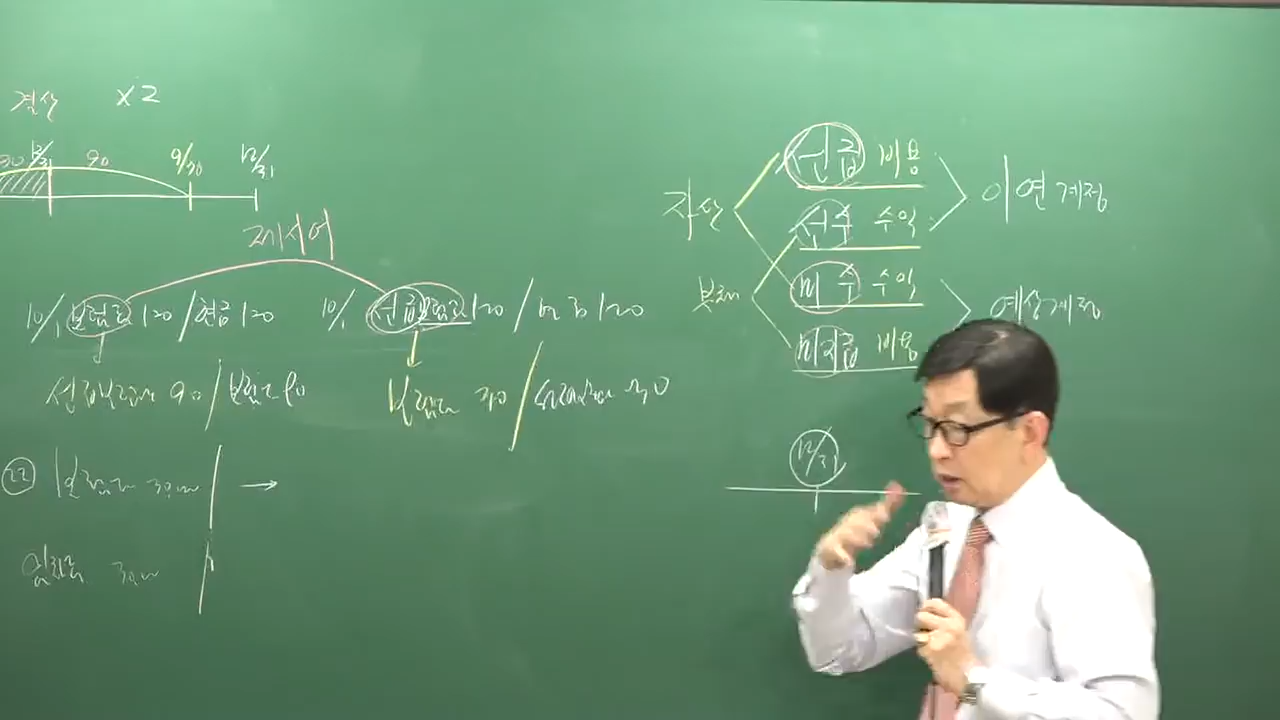 결산 X2
30 12/31 90 9/30 12/31
제시어
10/1 보험료 120 / 현금 120
10/1 선급보험료 120 / 현금 120
선급보험료 90 / 보험료 90
보험료 30 / 선급보험료 30
22 보험료
자산
부채
선급 비용
선수 수익
미수 수익
미지급 비용
이연계정
예상계정
12/31